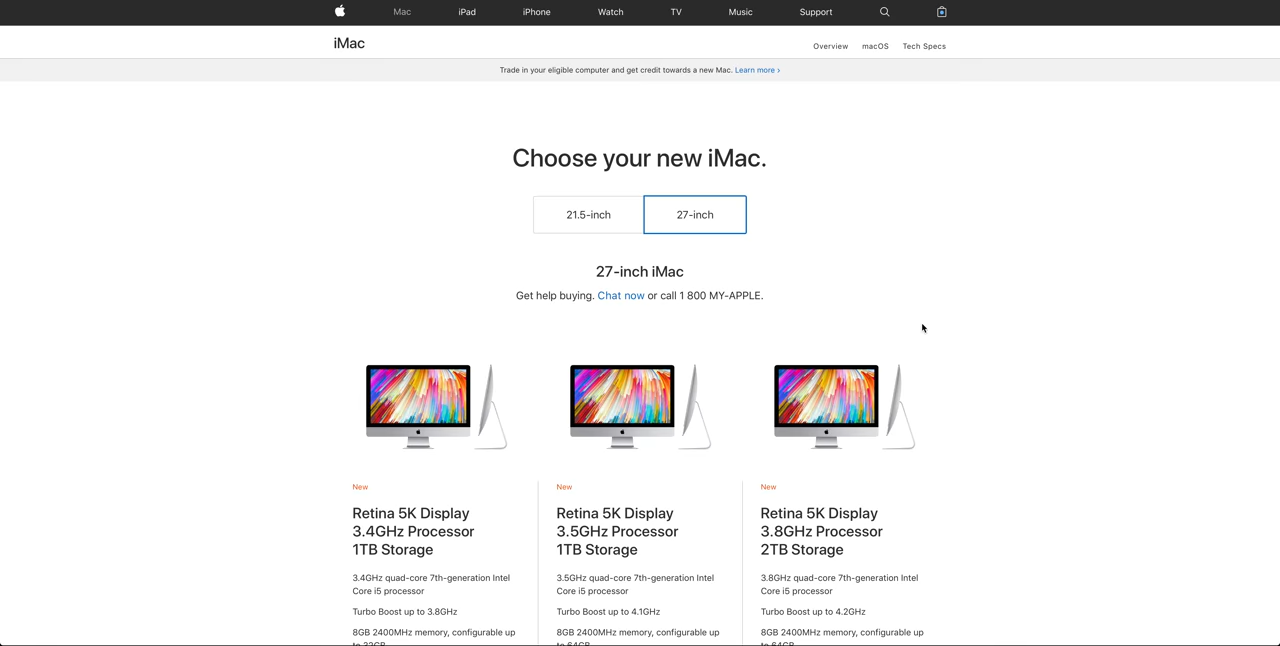 Mac iPad iPhone Watch TV Music Support
iMac
Overview macOS Tech Specs
Trade in your eligible computer and get credit towards a new Mac. Learn more ›
Choose your new iMac.
21.5-inch 27-inch
27-inch iMac
Get help buying. Chat now or call 1 800 MY-APPLE.
New
Retina 5K Display
3.4GHz Processor
1TB Storage
3.4GHz quad-core 7th-generation Intel
Core i5 processor
Turbo Boost up to 3.8GHz
8GB 2400MHz memory, configurable up
to 32GB
New
Retina 5K Display
3.5GHz Processor
1TB Storage
3.5GHz quad-core 7th-generation Intel
Core i5 processor
Turbo Boost up to 4.1GHz
8GB 2400MHz memory, configurable up
to 64GB
New
Retina 5K Display
3.8GHz Processor
2TB Storage
3.8GHz quad-core 7th-generation Intel
Core i5 processor
Turbo Boost up to 4.2GHz
8GB 2400MHz memory, configurable up
to 64GB